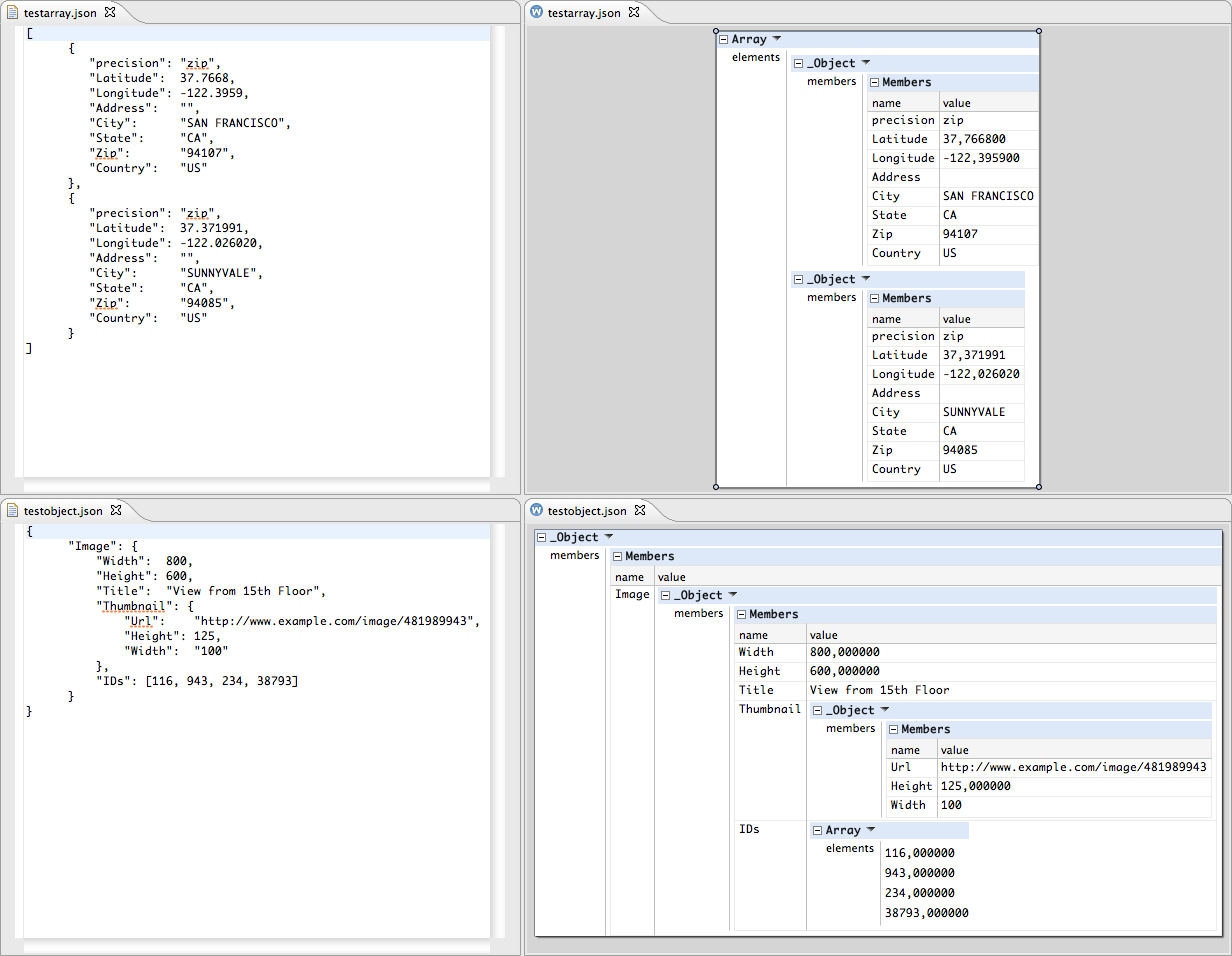 testarray.json
[
{
"precision": "zip",
"Latitude": 37.7668,
"Longitude": -122.3959,
"Address": "",
"City": "SAN FRANCISCO",
"State": "CA",
"Zip": "94107",
"Country": "US"
},
{
"precision": "zip",
"Latitude": 37.371991,
"Longitude": -122.026020,
"Address": "",
"City": "SUNNYVALE",
"State": "CA",
"Zip": "94085",
"Country": "US"
}
]
W testarray.json
Array
elements
_Object
members
Members
name value
precision zip
Latitude 37,766800
Longitude -122,395900
Address
City SAN FRANCISCO
State CA
Zip 94107
Country US
_Object
members
Members
name value
precision zip
Latitude 37,371991
Longitude -122,026020
Address
City SUNNYVALE
State CA
Zip 94085
Country US
testobject.json
{
"Image": {
"Width": 800,
"Height": 600,
"Title": "View from 15th Floor",
"Thumbnail": {
"Url": "http://www.example.com/image/481989943",
"Height": 125,
"Width": "100"
},
"IDs": [116, 943, 234, 38793]
}
}
W testobject.json
_Object
members
Members
name value
Image
_Object
members
Members
name value
Width 800,000000
Height 600,000000
Title View from 15th Floor
Thumbnail
_Object
members
Members
name value
Url http://www.example.com/image/481989943
Height 125,000000
Width 100
IDs
Array
elements
116,000000
943,000000
234,000000
38793,000000